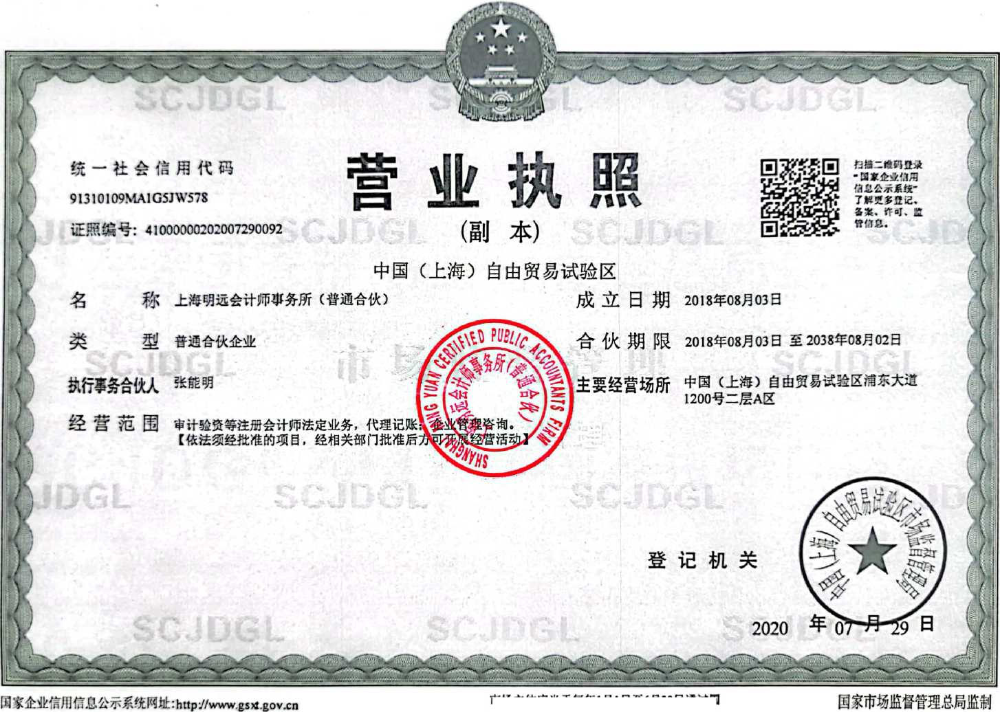 营业执照
(副 本)
统一社会信用代码
91310109MA1G5JW578
证照编号：41000000202007290092
扫描二维码登录
“国家企业信用
信息公示系统”
了解更多登记、
备案、许可、监
管信息。
中国（上海）自由贸易试验区
名 称 上海明远会计师事务所（普通合伙）
类 型 普通合伙企业
执行事务合伙人 张能明
经营范围 审计验资等注册会计师法定业务，代理记账；企业管理咨询。
【依法须经批准的项目，经相关部门批准后方可开展经营活动】
成立日期 2018年08月03日
合伙期限 2018年08月03日 至 2038年08月02日
主要经营场所 中国（上海）自由贸易试验区浦东大道
1200号二层A区
SHANGHAI MING YUAN CERTIFIED PUBLIC ACCOUNTANTS FIRM
上海明远会计师事务所（普通合伙）
登记机关
中国（上海）自由贸易试验区市场监督管理局
2020 年 07 月 29 日
SCJDGL
国家企业信用信息公示系统网址:http://www.gsxt.gov.cn
国家市场监督管理总局监制